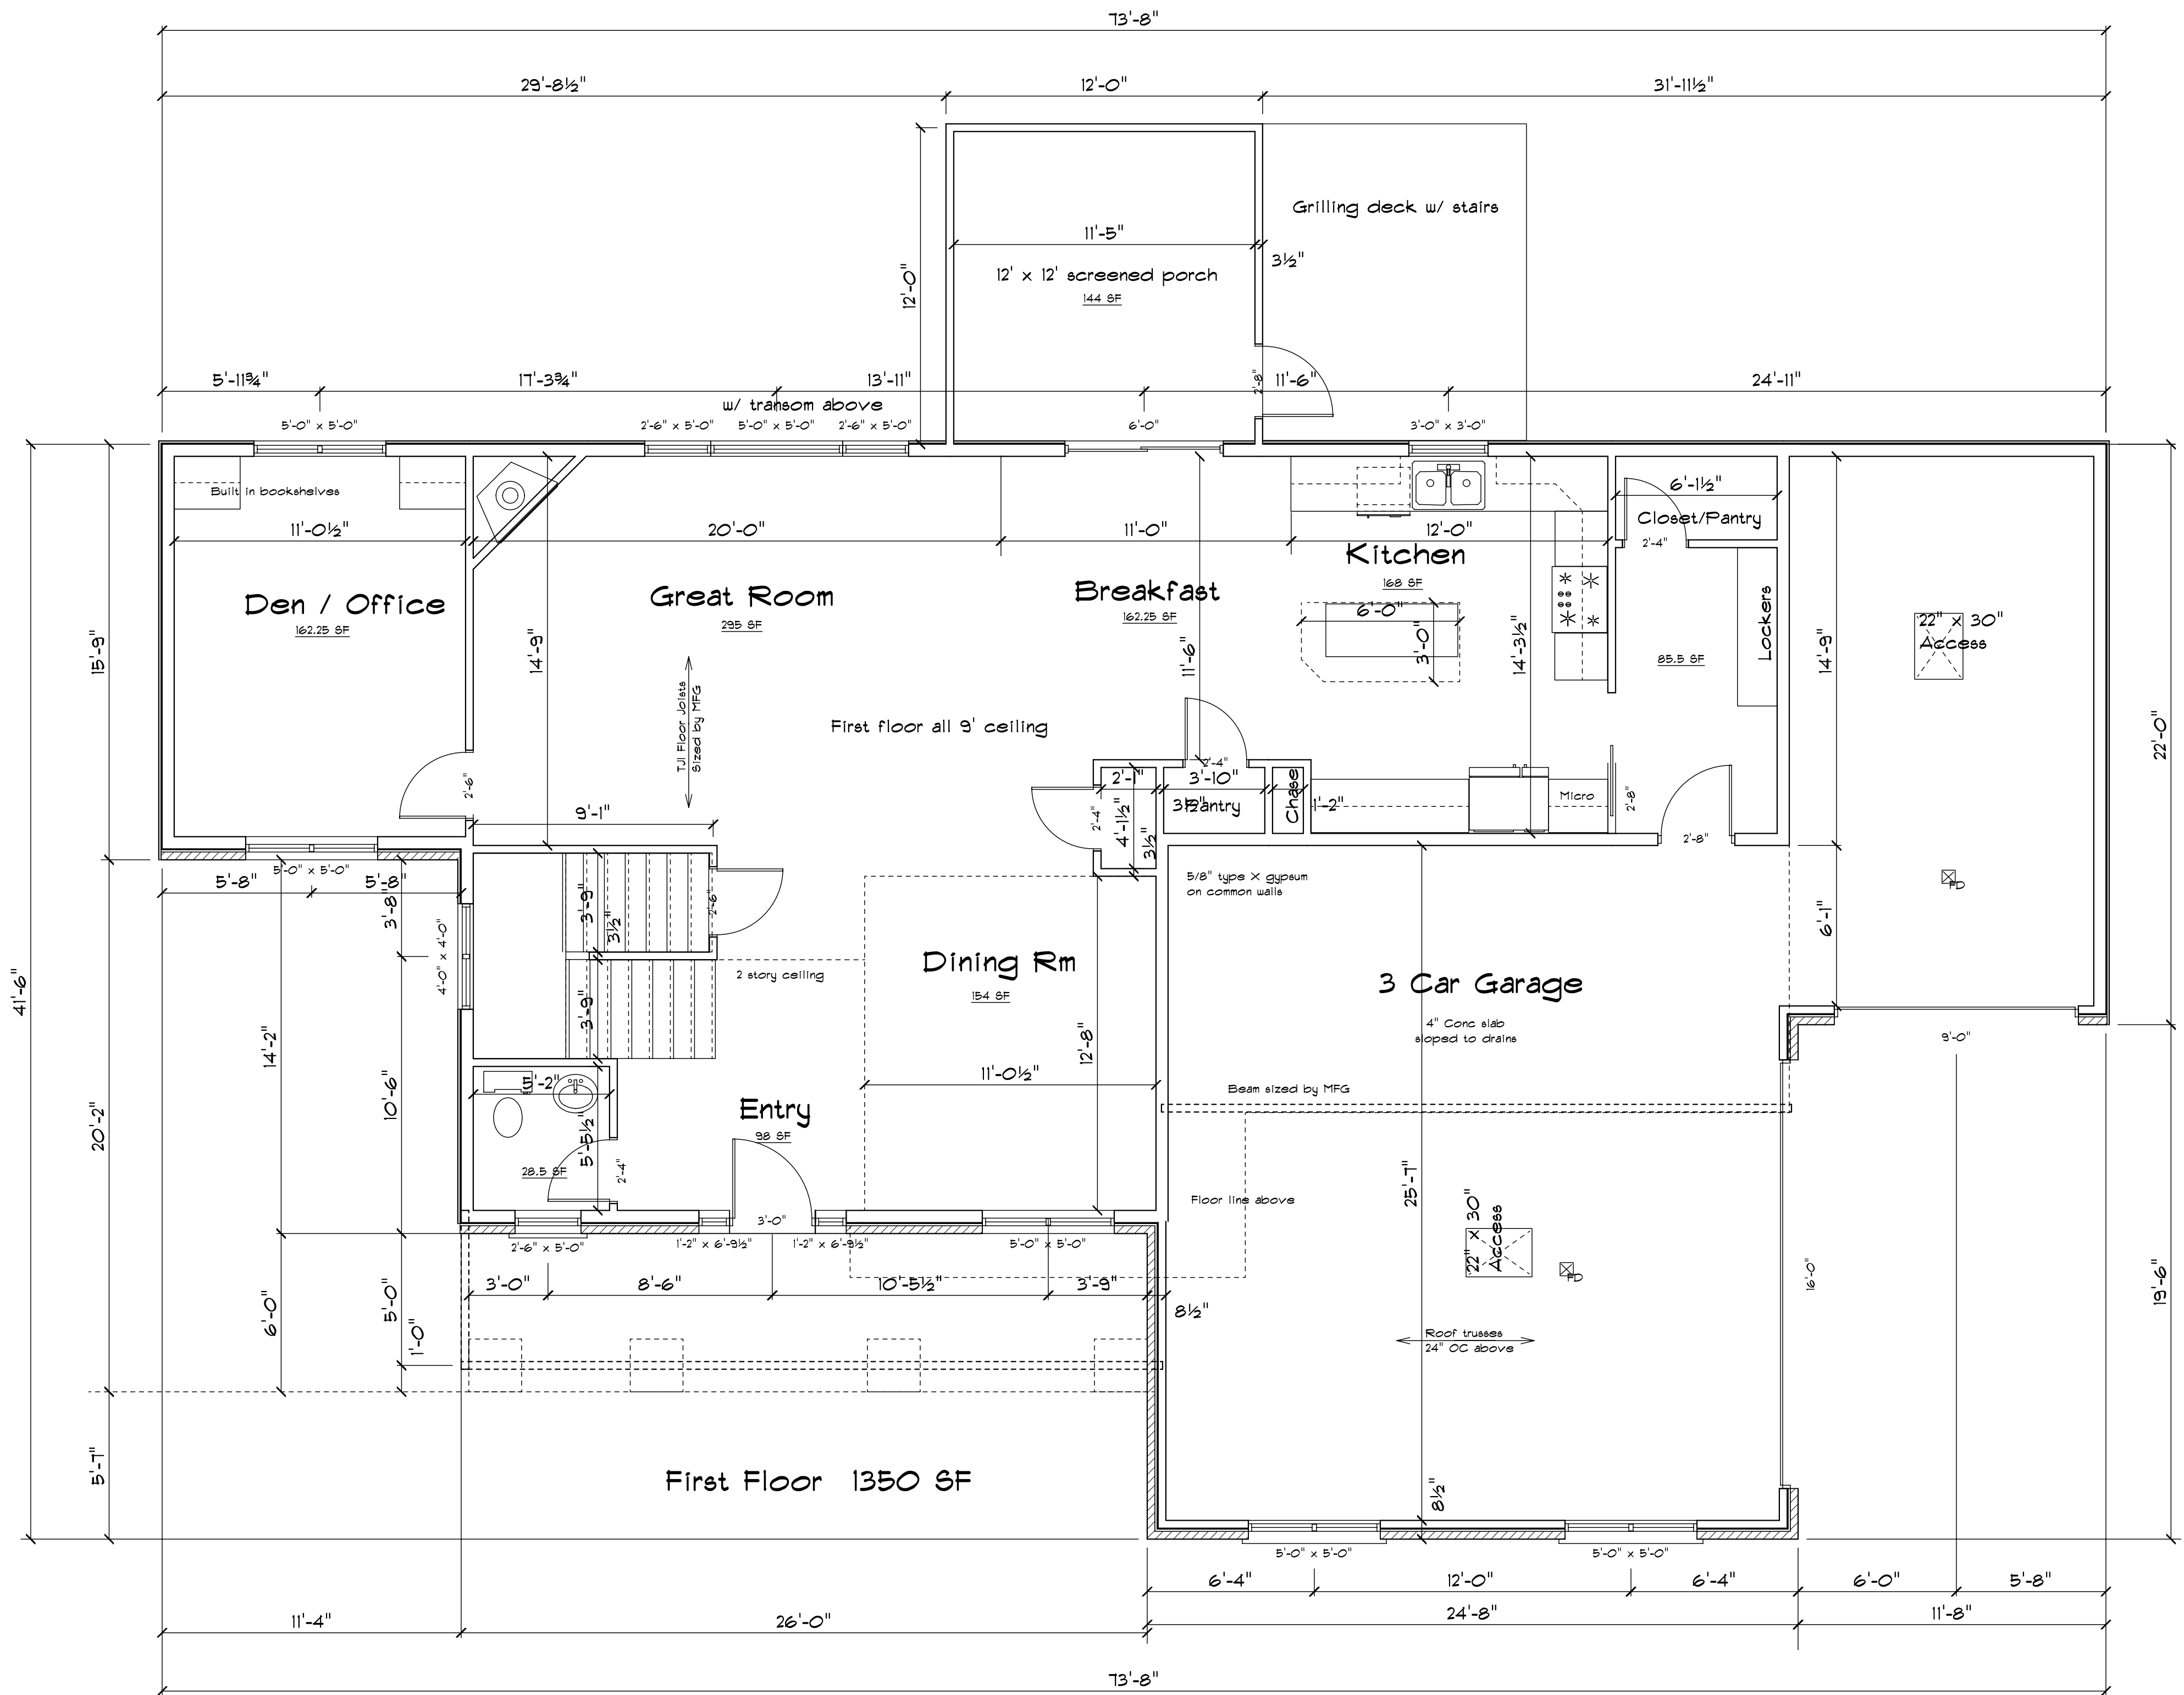 73'-8"
29'-8½"
12'-0"
31'-11½"
Grilling deck w/ stairs
11'-5"
3½"
12' x 12' screened porch
144 SF
12'-0"
5'-11¾"
17'-3¾"
13'-11"
2'-8"
11'-6"
24'-11"
w/ transom above
5'-0" x 5'-0"
2'-6" x 5'-0"
5'-0" x 5'-0"
2'-6" x 5'-0"
6'-0"
3'-0" x 3'-0"
Built in bookshelves
6'-1½"
Closet/Pantry
11'-0½"
20'-0"
11'-0"
12'-0"
2'-4"
Kitchen
168 SF
Den / Office
162.25 SF
Great Room
295 SF
Breakfast
162.25 SF
6'-0"
3'-0"
Lockers
22" x 30"
Access
15'-9"
14'-9"
11'-6"
14'-3½"
85.5 SF
14'-9"
TJI Floor Joists
Sized by MFG
First floor all 9' ceiling
22'-0"
2'-6"
9'-1"
2'-4"
2'-1"
3'-10"
3½"
Pantry
Chase
1'-2"
Micro
2'-8"
2'-4"
4'-1½"
3½"
2'-8"
5'-0" x 5'-0"
5'-8"
5'-8"
3'-8"
3'-9"
3½"
2'-6"
5/8" type X gypsum
on common walls
FD
6'-1"
4'-0" x 4'-0"
2 story ceiling
Dining Rm
154 SF
3 Car Garage
4" Conc slab
sloped to drains
41'-6"
14'-2"
3'-9"
12'-8"
9'-0"
20'-2"
10'-6"
5'-2"
11'-0½"
Beam sized by MFG
Entry
98 SF
5'-5½"
28.5 SF
2'-4"
25'-7"
Floor line above
3'-0"
2'-6" x 5'-0"
1'-2" x 6'-9½"
1'-2" x 6'-9½"
5'-0" x 5'-0"
22" x 30"
Access
FD
16'-0"
19'-6"
3'-0"
8'-6"
10'-5½"
3'-9"
8½"
6'-0"
5'-0"
1'-0"
Roof trusses
24" OC above
5'-7"
First Floor 1350 SF
8½"
5'-0" x 5'-0"
5'-0" x 5'-0"
6'-4"
12'-0"
6'-4"
6'-0"
5'-8"
11'-4"
26'-0"
24'-8"
11'-8"
73'-8"